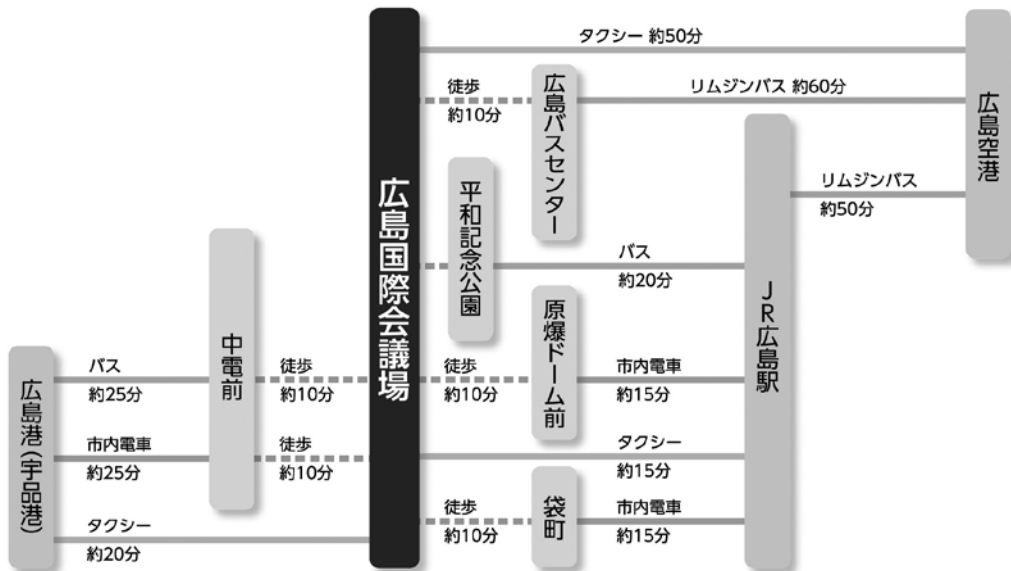 タクシー 約50分
徒歩
約10分
広島バスセンター
リムジンバス 約60分
広島空港
リムジンバス
約50分
広島国際会議場
平和記念公園
バス
約20分
JR広島駅
原爆ドーム前
徒歩
約10分
市内電車
約15分
タクシー
約15分
徒歩
約10分
袋町
市内電車
約15分
中電前
徒歩
約10分
徒歩
約10分
広島港(宇品港)
バス
約25分
市内電車
約25分
タクシー
約20分